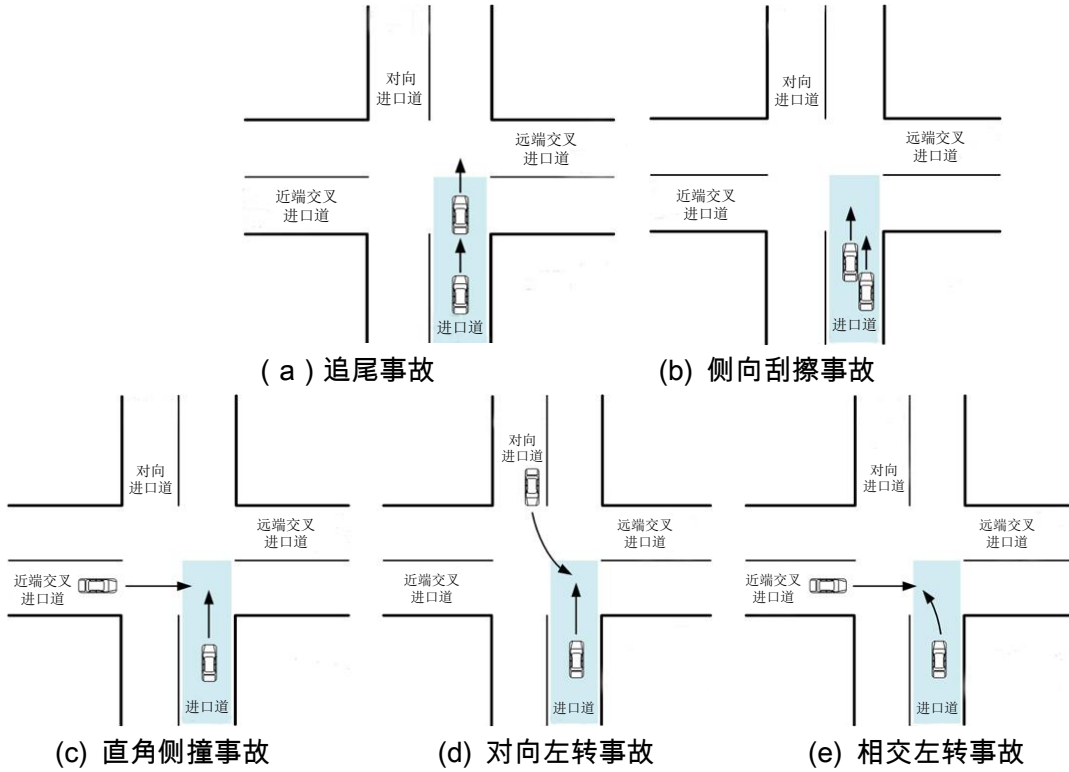 对向
进口道
远端交叉
进口道
近端交叉
进口道
进口道
(a)追尾事故
对向
进口道
远端交叉
进口道
近端交叉
进口道
进口道
(b) 侧向刮擦事故
对向
进口道
远端交叉
进口道
近端交叉
进口道
进口道
(c) 直角侧撞事故
对向
进口道
远端交叉
进口道
近端交叉
进口道
进口道
(d) 对向左转事故
对向
进口道
远端交叉
进口道
近端交叉
进口道
进口道
(e) 相交左转事故